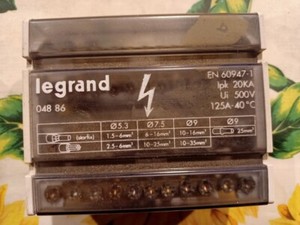 legrand
048 86
EN 60947-1
Ipk 20KA
Ui 500V
125A-40°C
Ø5.3 Ø7.5 Ø9 Ø9
1.5-6mm² 6-16mm² 10-16mm² 25mm²
2.5-6mm² 10-25mm² 10-35mm²